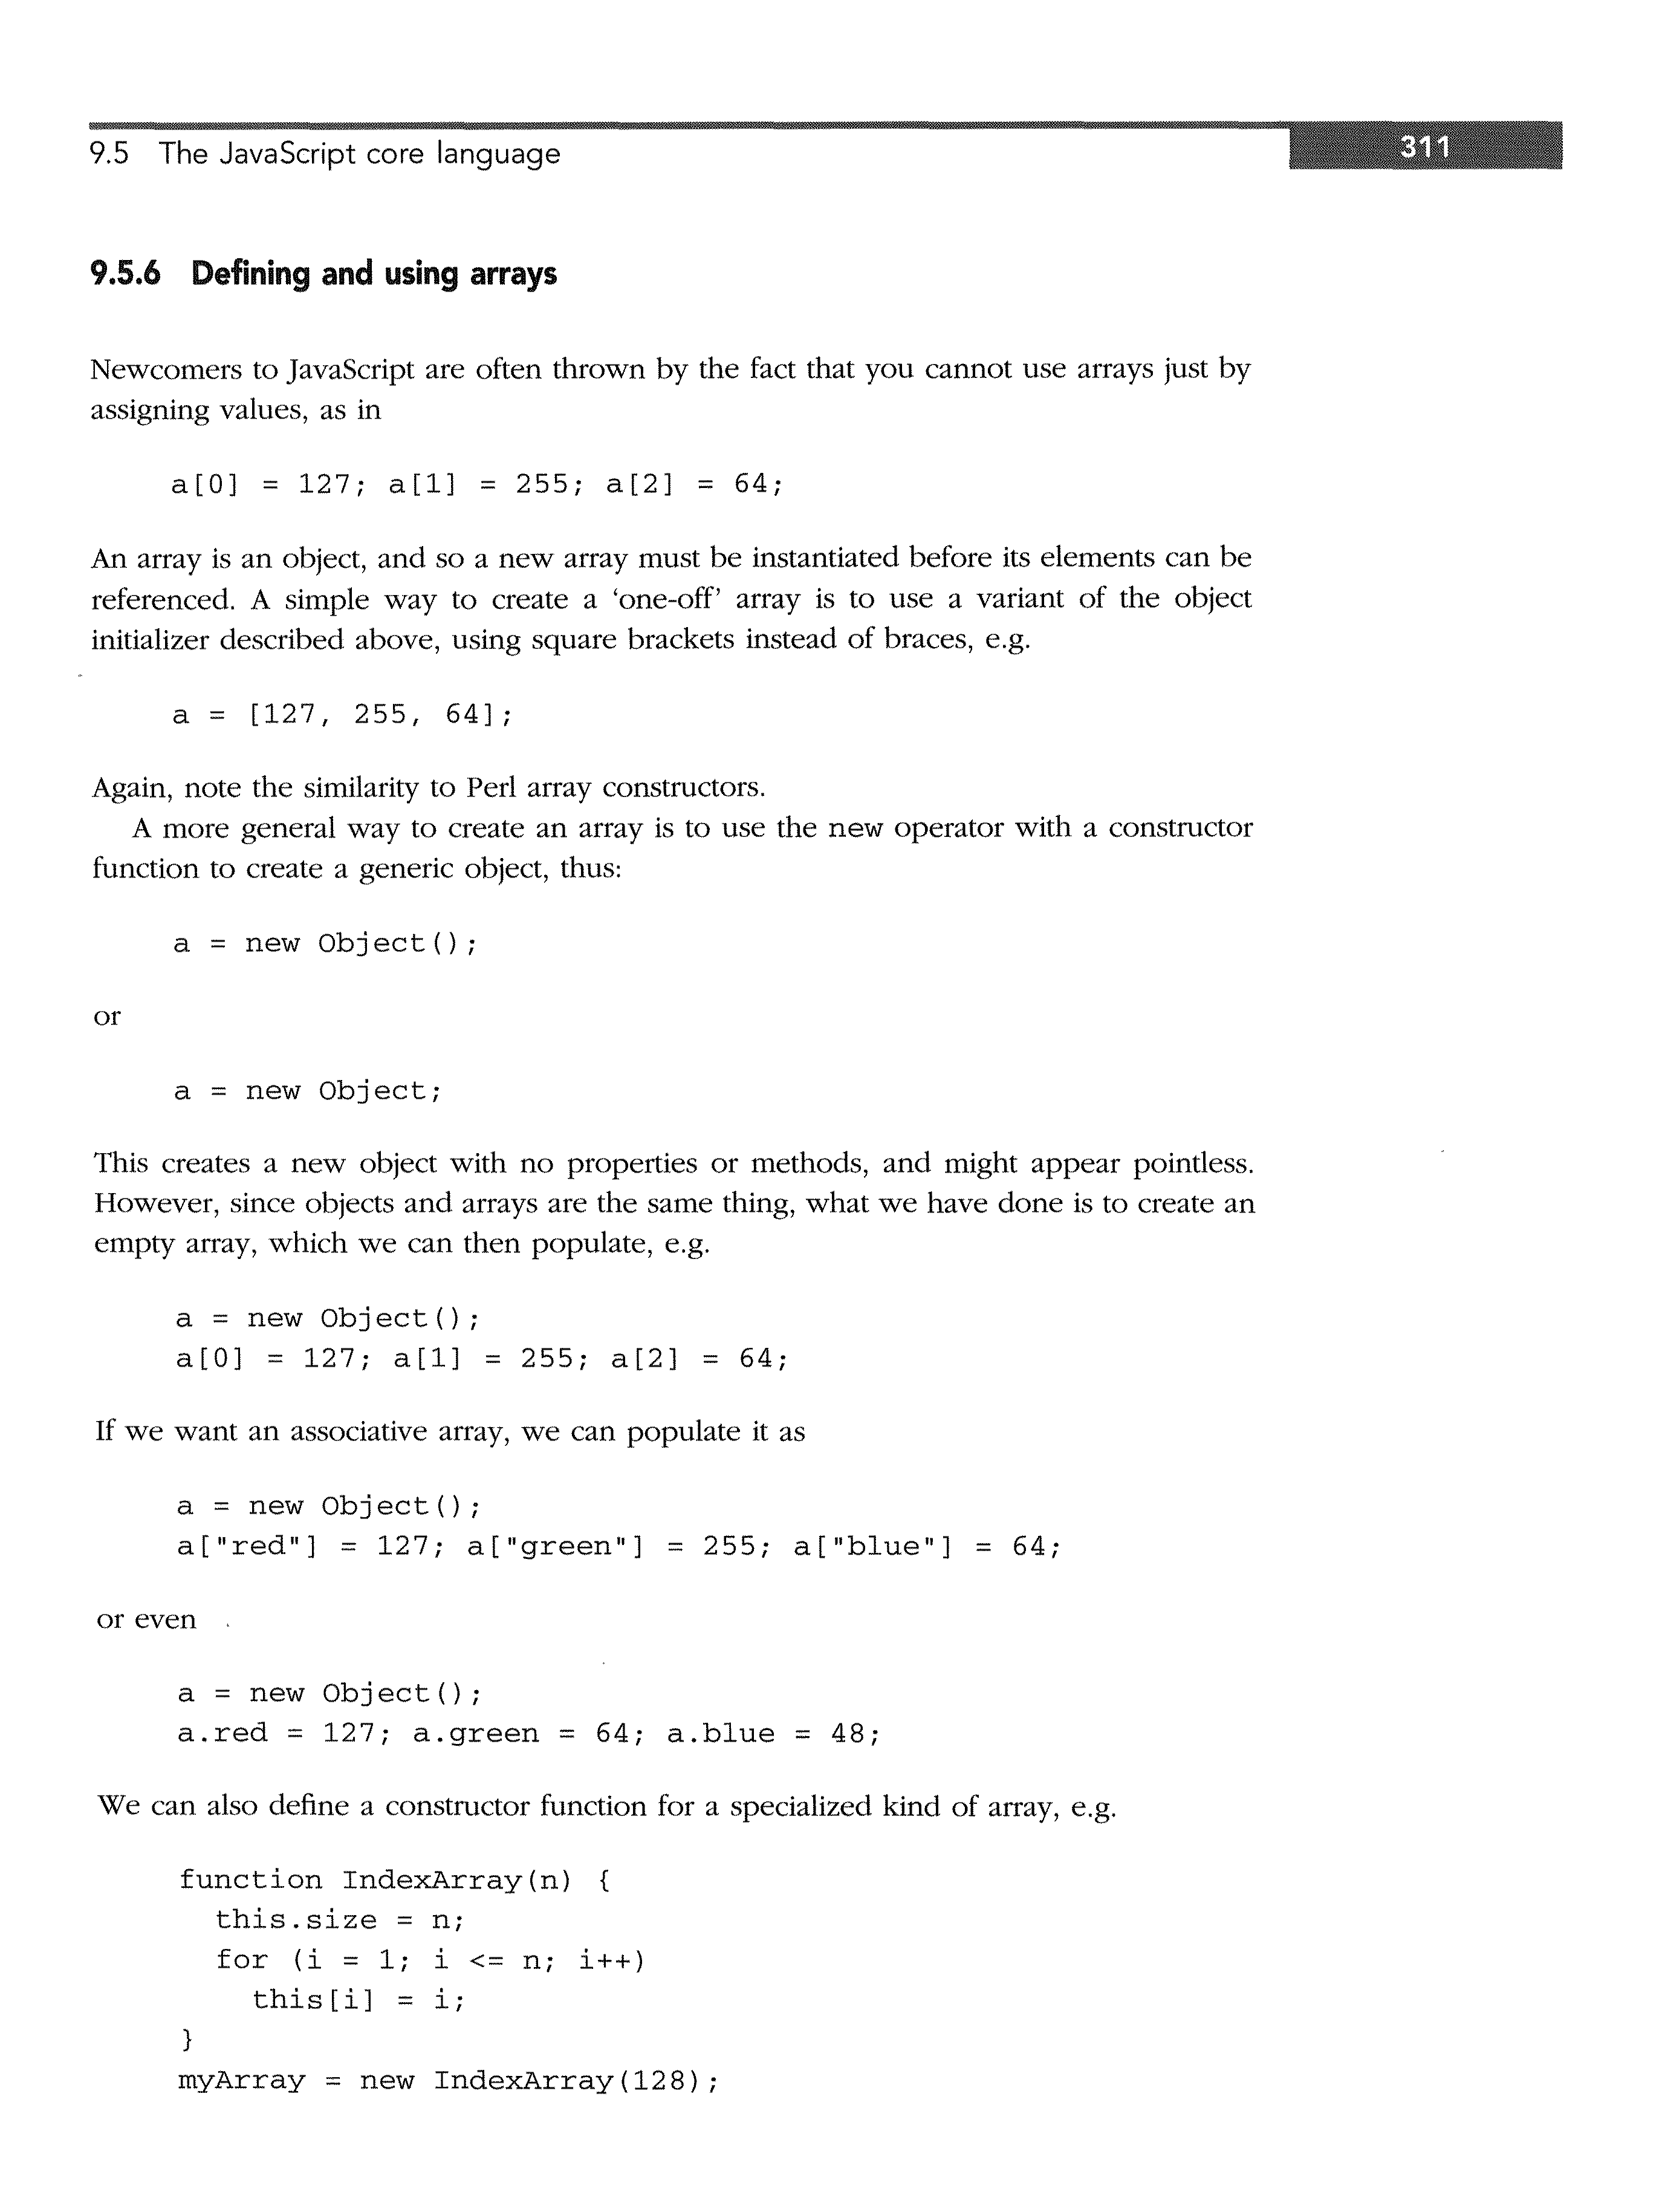 9.5 The JavaScript core language
311
9.5.6 Defining and using arrays
Newcomers to JavaScript are often thrown by the fact that you cannot use arrays just by
assigning values, as in
a[0] = 127; a[1] = 255; a[2] = 64;
An array is an object, and so a new array must be instantiated before its elements can be
referenced. A simple way to create a ‘one-off’ array is to use a variant of the object
initializer described above, using square brackets instead of braces, e.g.
a = [127, 255, 64];
Again, note the similarity to Perl array constructors.
A more general way to create an array is to use the new operator with a constructor
function to create a generic object, thus:
a = new Object();
or
a = new Object;
This creates a new object with no properties or methods, and might appear pointless.
However, since objects and arrays are the same thing, what we have done is to create an
empty array, which we can then populate, e.g.
a = new Object();
a[0] = 127; a[1] = 255; a[2] = 64;
If we want an associative array, we can populate it as
a = new Object();
a["red"] = 127; a["green"] = 255; a["blue"] = 64;
or even
a = new Object();
a.red = 127; a.green = 64; a.blue = 48;
We can also define a constructor function for a specialized kind of array, e.g.
function IndexArray(n) {
this.size = n;
for (i = 1; i <= n; i++)
this[i] = i;
}
myArray = new IndexArray(128);